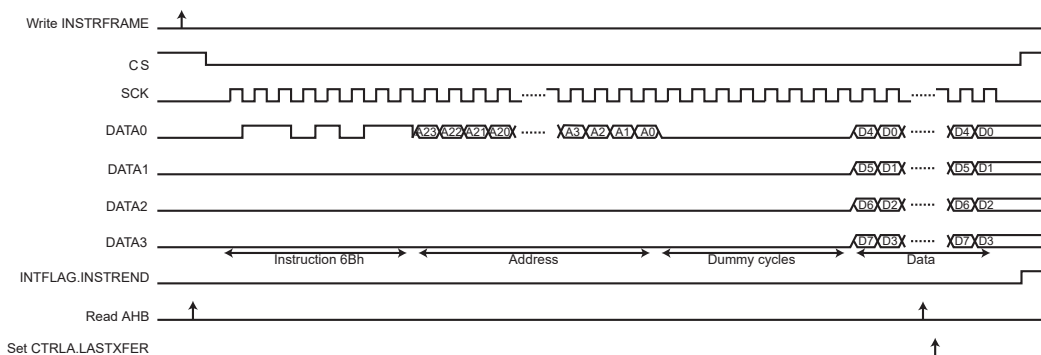 Write INSTRFRAME
CS
SCK
DATA0 A23 A22 A21 A20 A3 A2 A1 A0 D4 D0 D4 D0
DATA1 D5 D1 D5 D1
DATA2 D6 D2 D6 D2
DATA3 D7 D3 D7 D3
Instruction 6Bh Address Dummy cycles Data
INTFLAG.INSTREND
Read AHB
Set CTRLA.LASTXFER